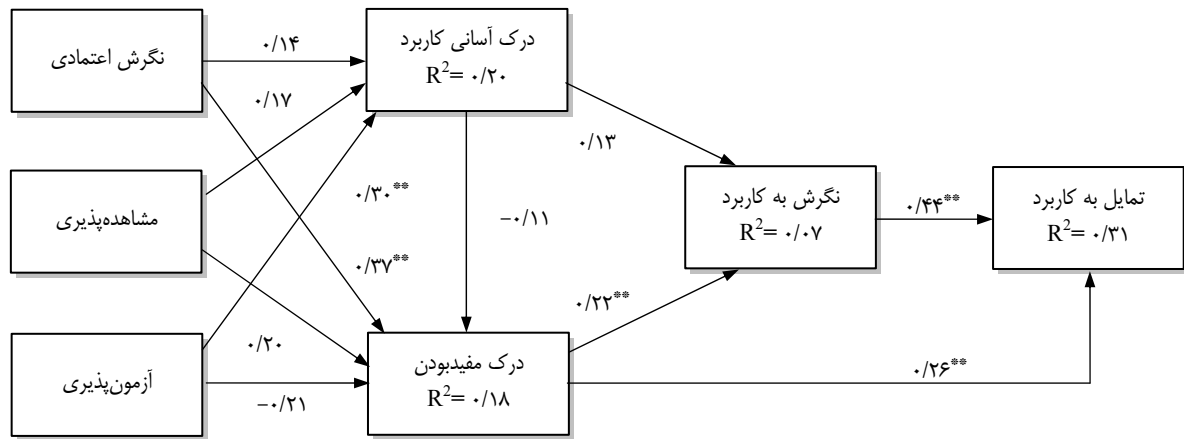 نگرش اعتمادی
۰/۱۴
درک آسانی کاربرد
R²= ۰/۲۰
۰/۱۷
۰/۱۳
مشاهده‌پذیری
۰/۳۰**
-۰/۱۱
نگرش به کاربرد
R²= ۰/۰۷
۰/۴۴**
تمایل به کاربرد
R²= ۰/۳۱
۰/۳۷**
۰/۲۲**
آزمون‌پذیری
۰/۲۰
-۰/۲۱
درک مفیدبودن
R²= ۰/۱۸
۰/۲۶**